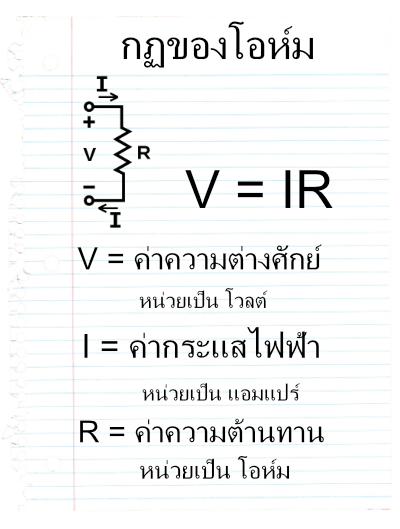 กฏของโอห์ม
I
+
V R
–
I
V = IR
V = ค่าความต่างศักย์
หน่วยเป็น โวลต์
I = ค่ากระแสไฟฟ้า
หน่วยเป็น แอมแปร์
R = ค่าความต้านทาน
หน่วยเป็น โอห์ม